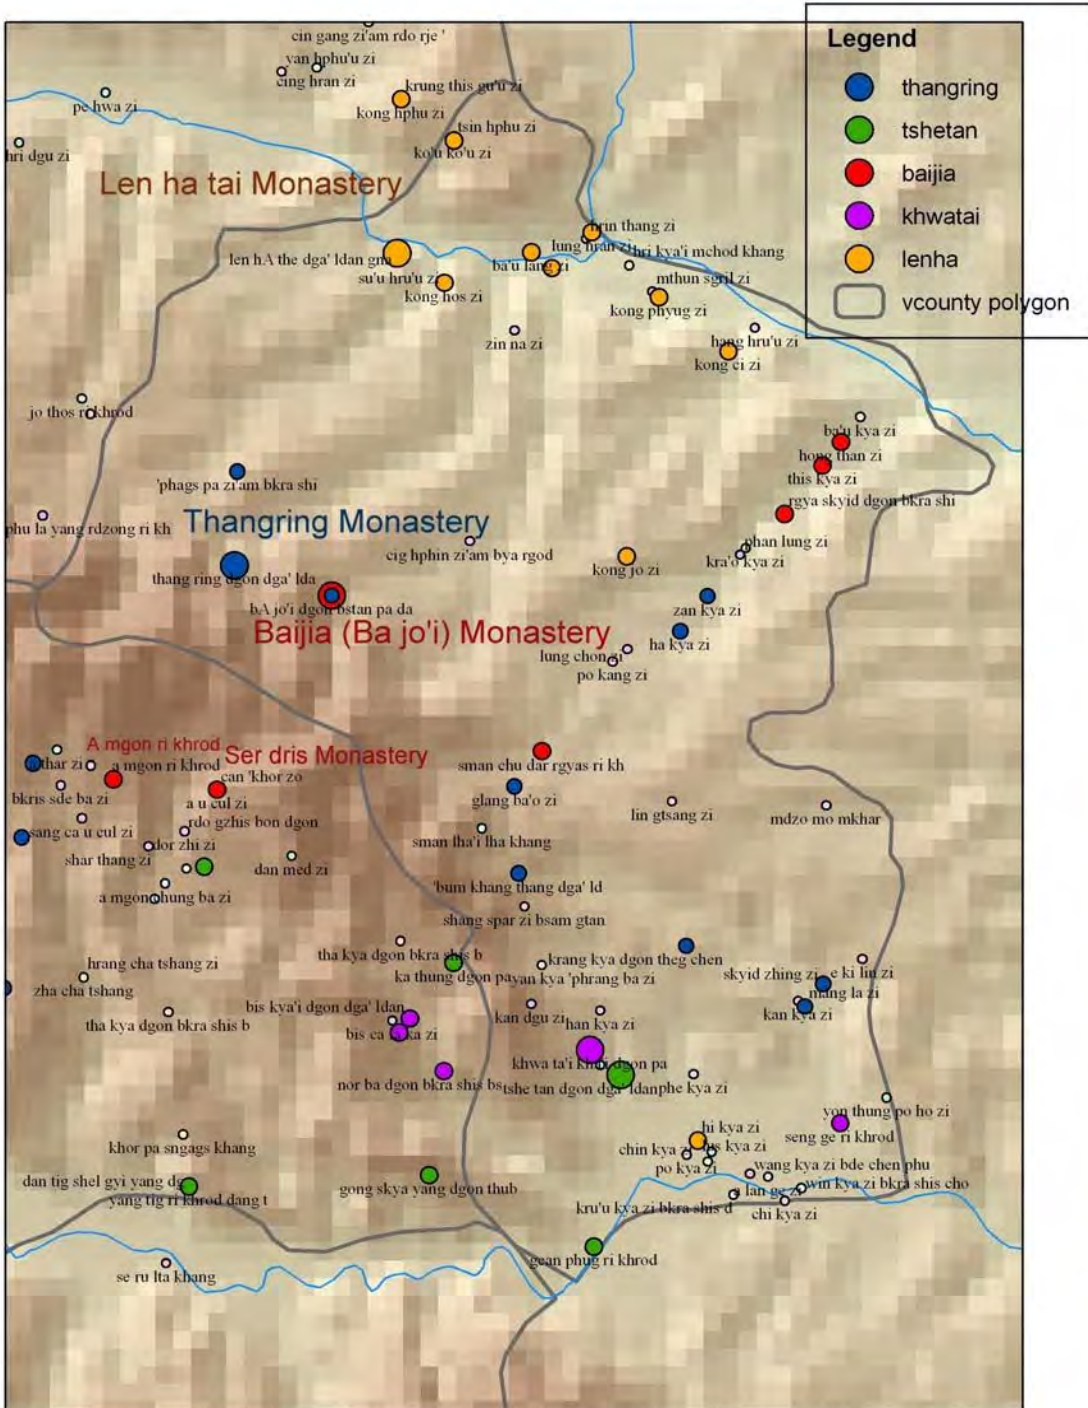 Legend
thangring
tshetan
baijia
khwatai
lenha
vcounty polygon
cin gang zi'am rdo rje '
yan hphu'u zi
cing hran zi
pe hwa zi
krung this gu'u zi
kong hphu zi
tsin hphu zi
ko'u ko'u zi
hri dgu zi
Len ha tai Monastery
hrin thang zi
lung hran zi
hri kya'i mchod khang
len hA the dga' ldan gna
ba'u lang zi
su'u hru'u zi
kong hos zi
mthun sgril zi
kong phyug zi
zin na zi
hang hru'u zi
kong ci zi
jo thos ri khrod
ba'u kya zi
hong than zi
this kya zi
'phags pa zi'am bkra shi
rgya skyid dgon bkra shi
phu la yang rdzong ri kh
Thangring Monastery
phan lung zi
cig hphin zi'am bya rgod
kra'o kya zi
kong jo zi
thang ring dgon dga' lda
bA jo'i dgon bstan pa da
zan kya zi
Baijia (Ba jo'i) Monastery
ha kya zi
lung chon zi
po kang zi
A mgon ri khrod
Ser dris Monastery
a mgon ri khrod
thar zi
sman chu dar rgyas ri kh
can 'khor zo
bkris sde ba zi
a u cul zi
glang ba'o zi
lin gtsang zi
mdzo mo mkhar
rdo gzhis bon dgon
sang ca u cul zi
dor zhi zi
sman lha'i lha khang
shar thang zi
dan med zi
'bum khang thang dga' ld
a mgon chung ba zi
shang spar zi bsam gtan
tha kya dgon bkra shis b
krang kya dgon theg chen
hrang cha tshang zi
ka thung dgon pa
yan kya 'phrang ba zi
skyid zhing zi
e ki lin zi
zha cha tshang
mang la zi
bis kya'i dgon dga' ldan
kan dgu zi
kan kya zi
tha kya dgon bkra shis b
han kya zi
khwa ta'i khri dgon pa
nor ba dgon bkra shis bs
tshe tan dgon dga' ldan
phe kya zi
yon thung po ho zi
hi kya zi
seng ge ri khrod
khor pa sngags khang
chin kya zi
po kya zi
wang kya zi bde chen phu
dan tig shel gyi yang dg
gong skya yang dgon thub
win kya zi bkra shis cho
yang tig ri khrod dang t
a lan ge zi
kru'u kya zi bkra shis d
chi kya zi
gean phug ri khrod
se ru lta khang